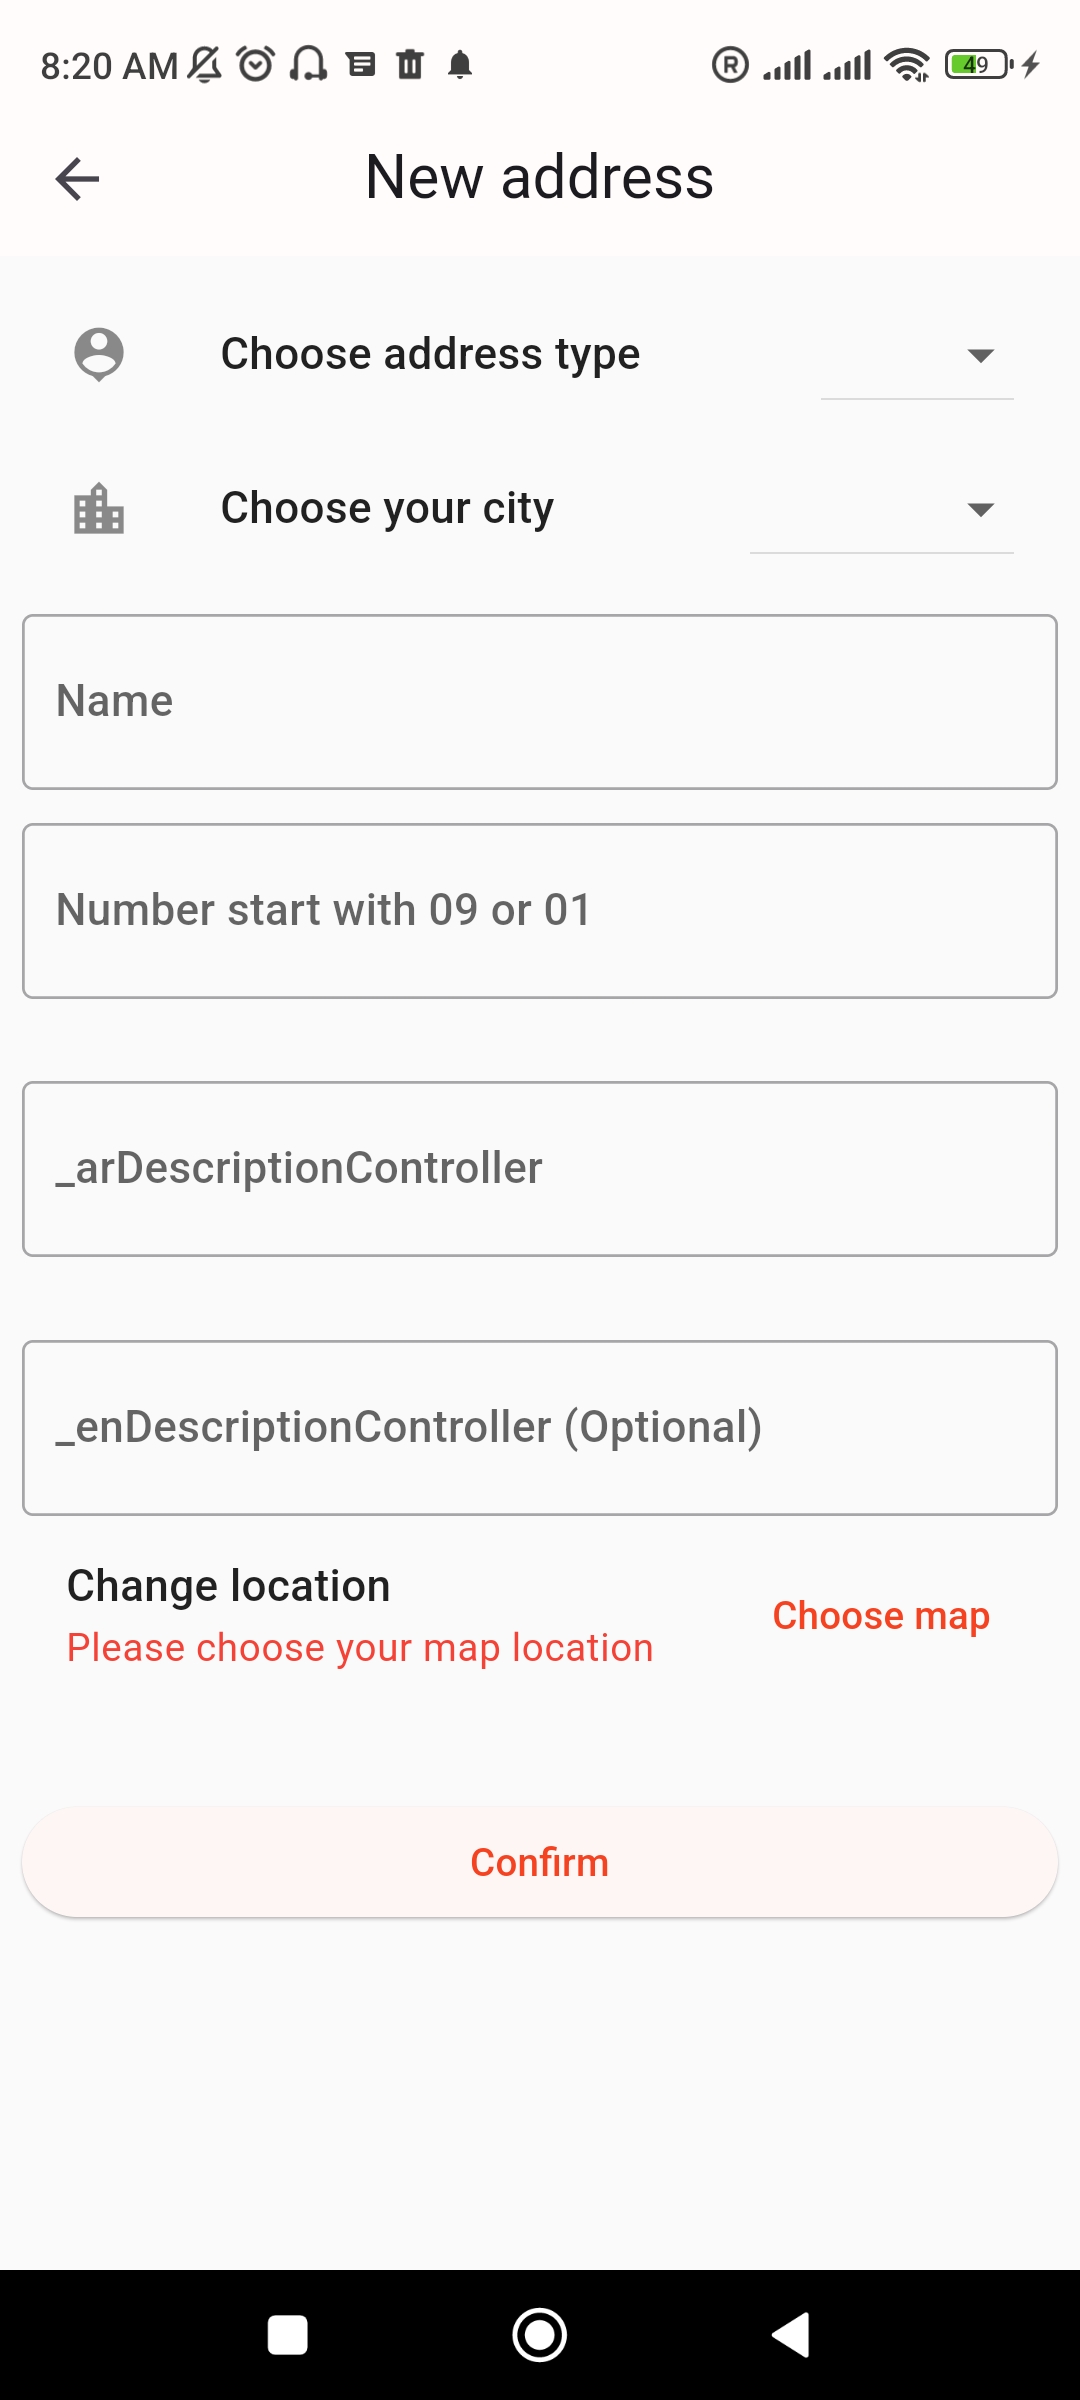 8:20 AM
49
New address
Choose address type
Choose your city
Name
Number start with 09 or 01
_arDescriptionController
_enDescriptionController (Optional)
Change location
Please choose your map location
Choose map
Confirm